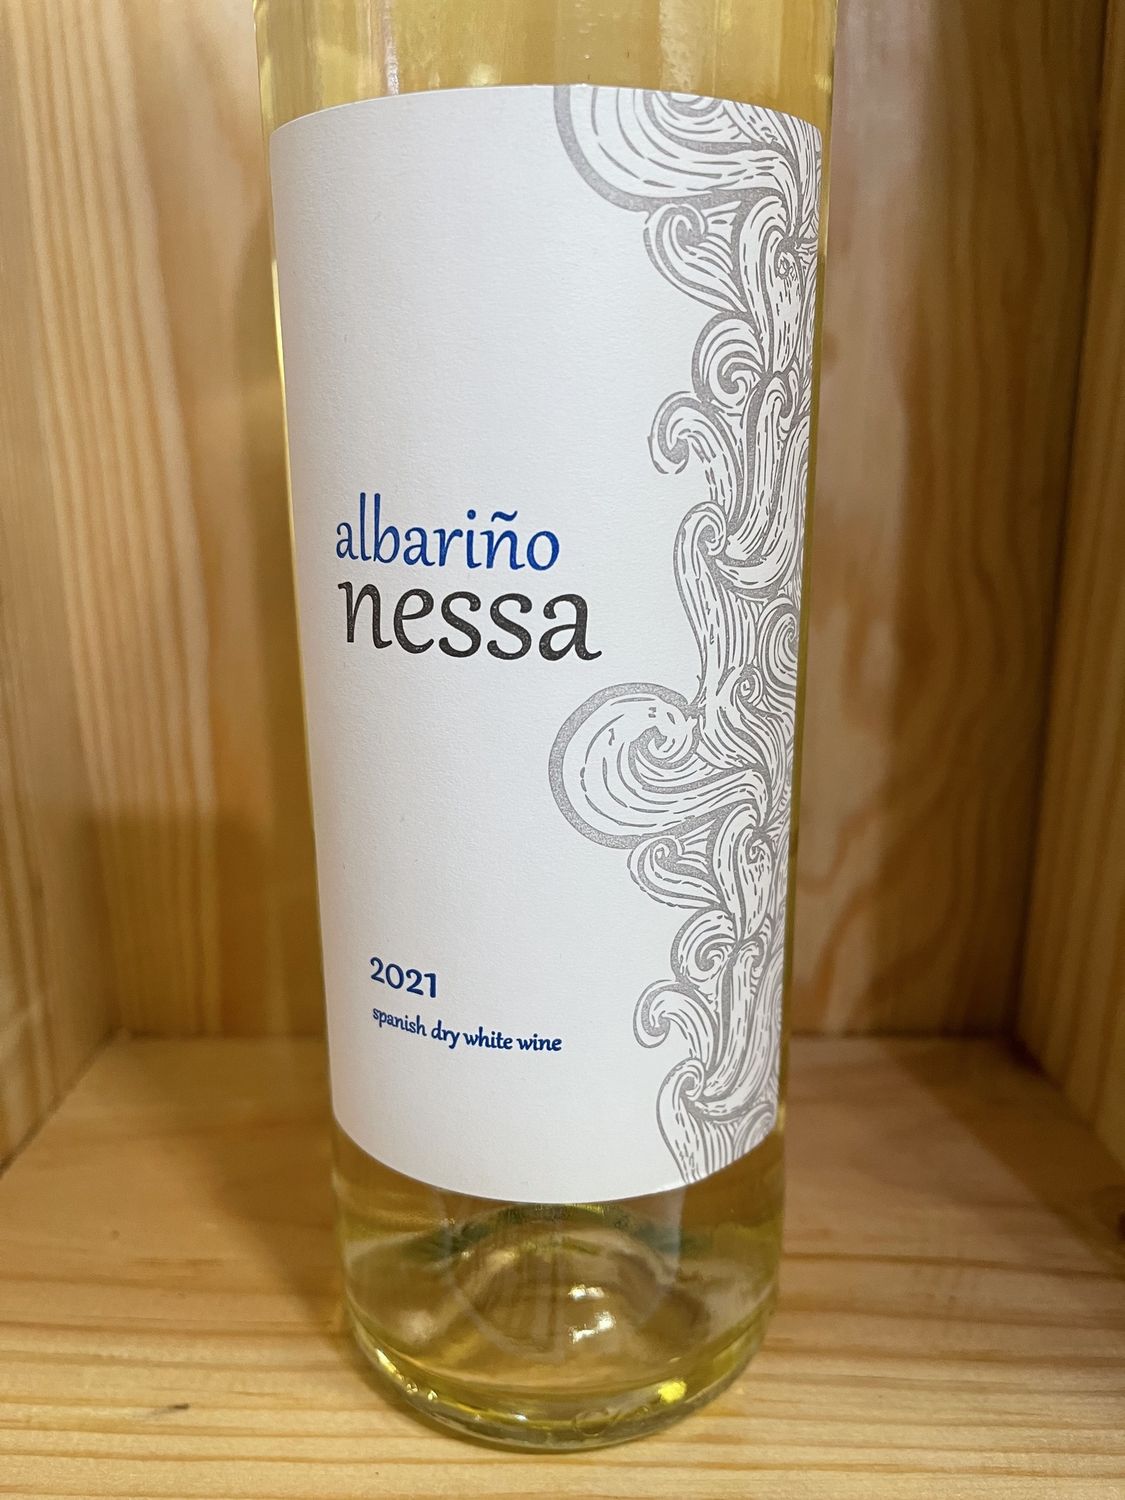 albariño
nessa
2021
spanish dry white wine